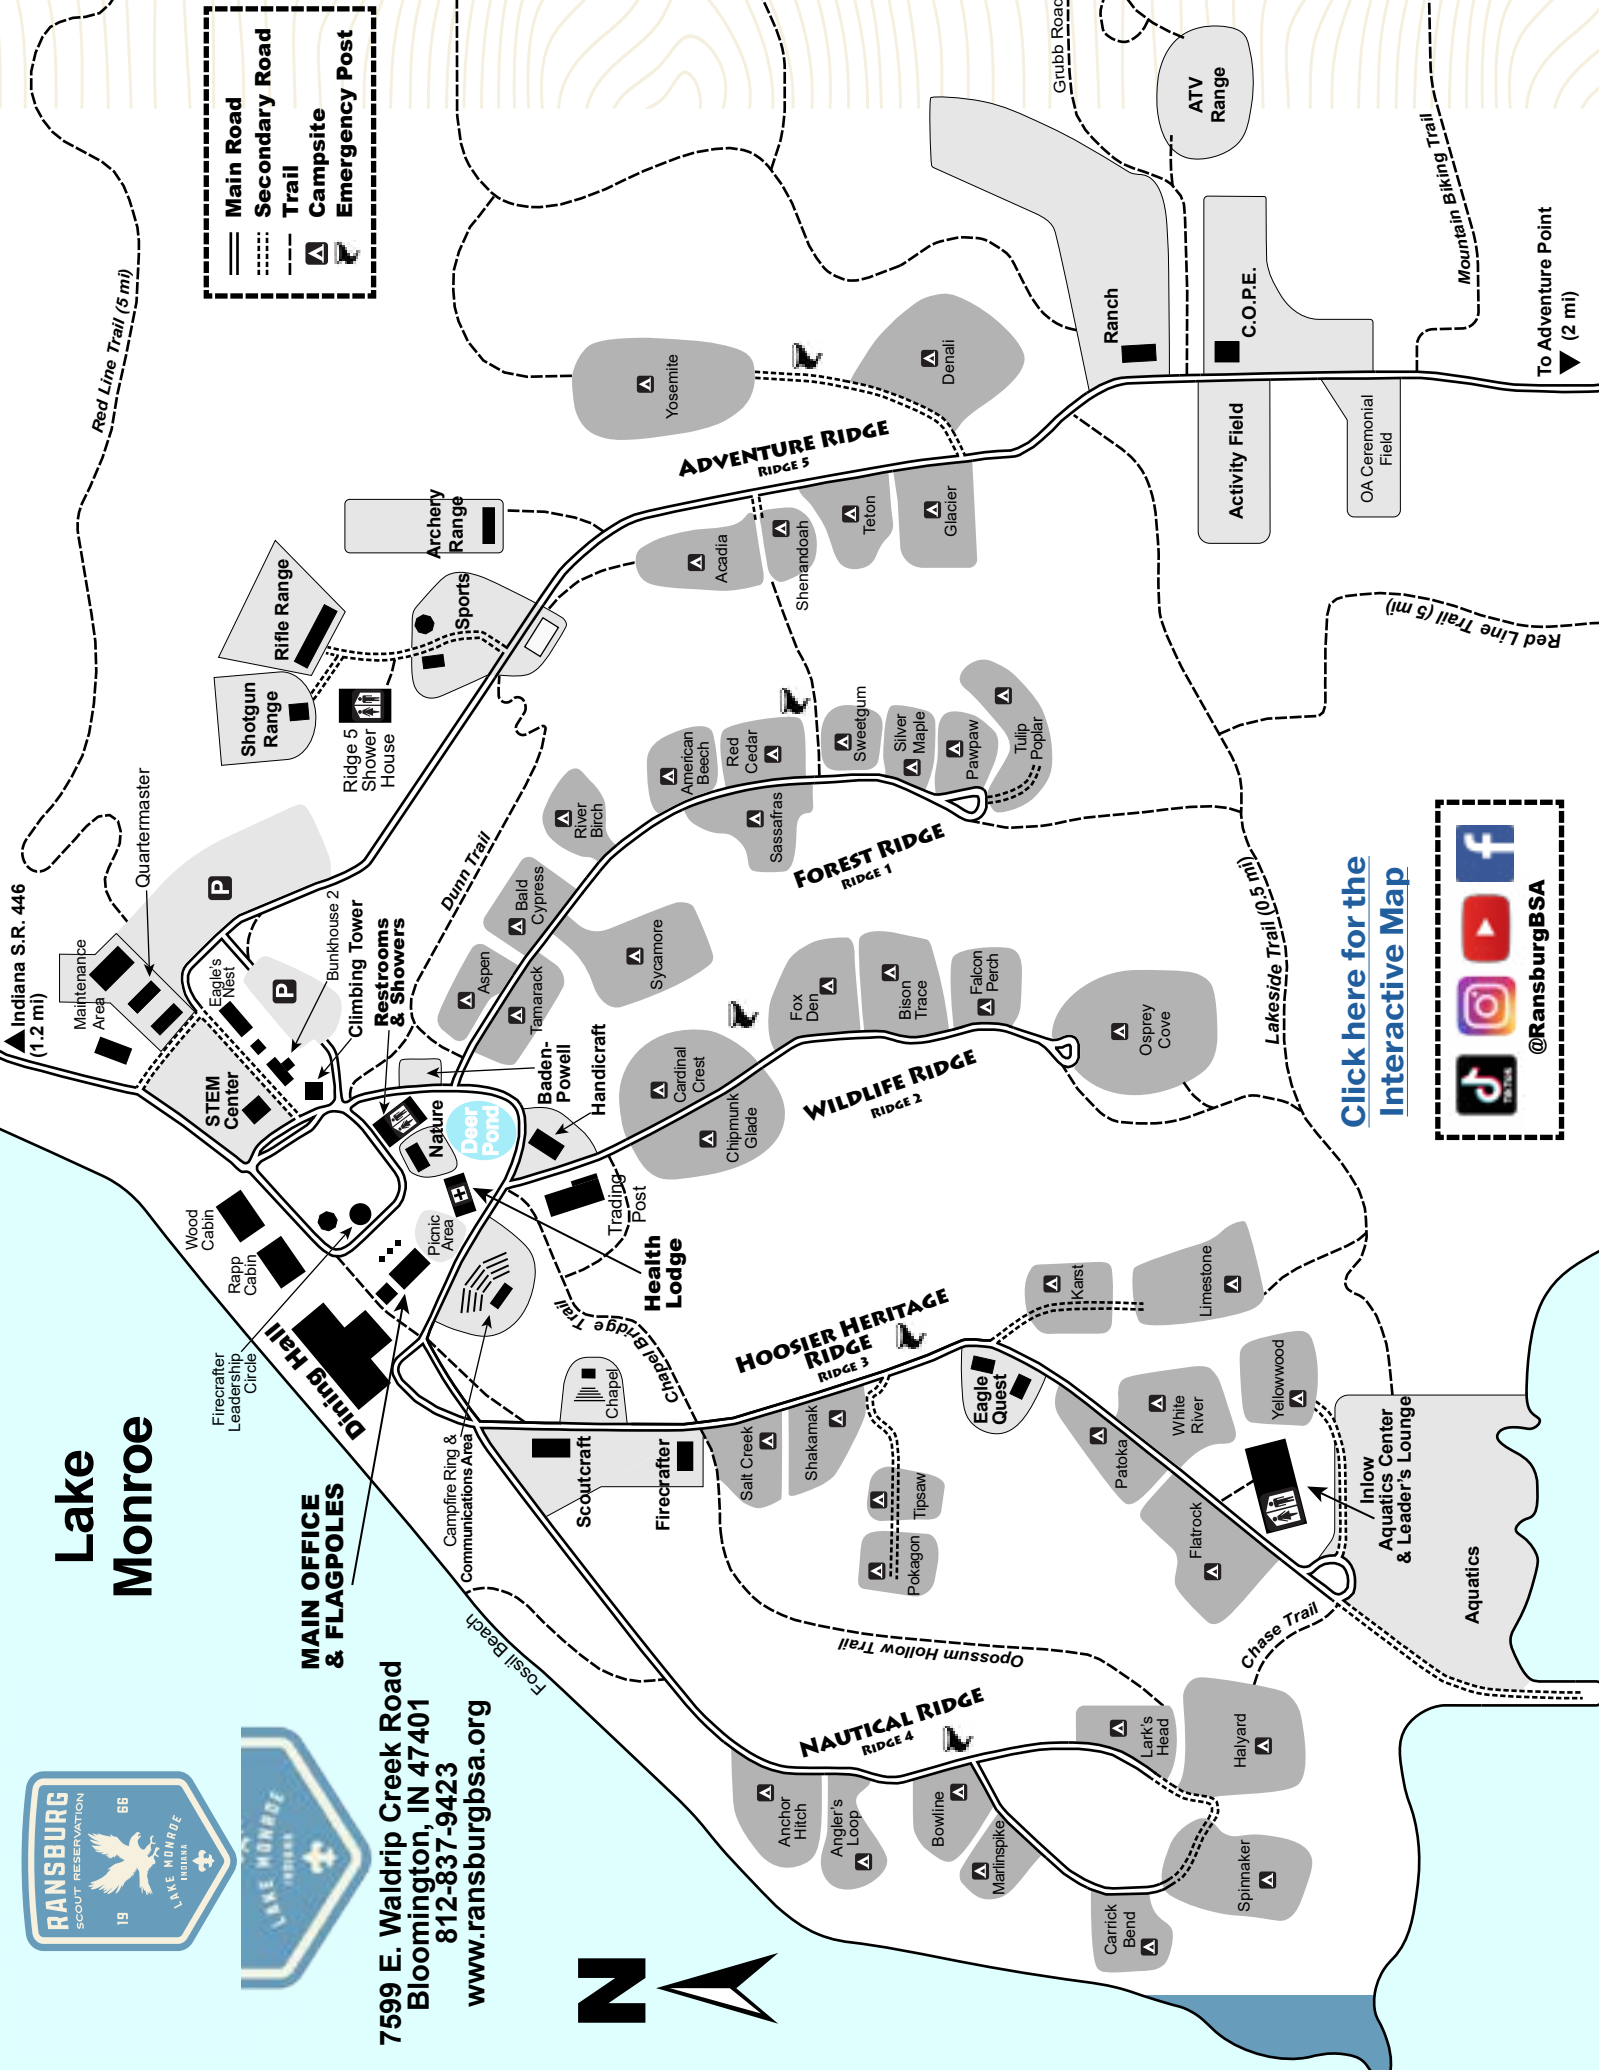 RANSBURG
SCOUT RESERVATION
19 66
LAKE MONROE
INDIANA
LAKE MONROE
INDIANA
7599 E. Waldrip Creek Road
Bloomington, IN 47401
812-837-9423
www.ransburgbsa.org
N
Lake
Monroe
MAIN OFFICE
& FLAGPOLES
Dining Hall
Firecrafter
Leadership
Circle
Rapp
Cabin
Wood
Cabin
Indiana S.R. 446
(1.2 mi)
Maintenance
Area
Quartermaster
P
Eagle's
Nest
P
Bunkhouse 2
Climbing Tower
Restrooms
& Showers
STEM
Center
Nature
Deer
Pond
Picnic
Area
Baden-
Powell
Handicraft
Trading
Post
Health
Lodge
Campfire Ring &
Communications Area
Fossil Beach
Chapel
Chapel Bridge Trail
Scoutcraft
Firecrafter
Dunn Trail
Red Line Trail (5 mi)
Shotgun
Range
Rifle Range
Ridge 5
Shower
House
Sports
Archery
Range
Main Road
Secondary Road
Trail
Campsite
Emergency Post
ADVENTURE RIDGE
RIDGE 5
Yosemite
Denali
Acadia
Shenandoah
Teton
Glacier
FOREST RIDGE
RIDGE 1
Aspen
Tamarack
Bald
Cypress
River
Birch
Sycamore
American
Beech
Red
Cedar
Sassafras
Sweetgum
Silver
Maple
Pawpaw
Tulip
Poplar
WILDLIFE RIDGE
RIDGE 2
Cardinal
Crest
Chipmunk
Glade
Fox
Den
Bison
Trace
Falcon
Perch
Osprey
Cove
HOOSIER HERITAGE
RIDGE
RIDGE 3
Salt Creek
Shakamak
Tipsaw
Pokagon
Eagle
Quest
Karst
Limestone
Patoka
White
River
Yellowwood
Flatrock
Inlow
Aquatics Center
& Leader's Lounge
Aquatics
Chase Trail
Opossum Hollow Trail
NAUTICAL RIDGE
RIDGE 4
Anchor
Hitch
Angler's
Loop
Bowline
Marlinspike
Lark's
Head
Halyard
Carrick
Bend
Spinnaker
Lakeside Trail (0.5 mi)
Red Line Trail (5 mi)
Grubb Road
ATV
Range
Ranch
C.O.P.E.
Activity Field
OA Ceremonial
Field
Mountain Biking Trail
To Adventure Point
(2 mi)
Click here for the
Interactive Map
TikTok
@RansburgBSA